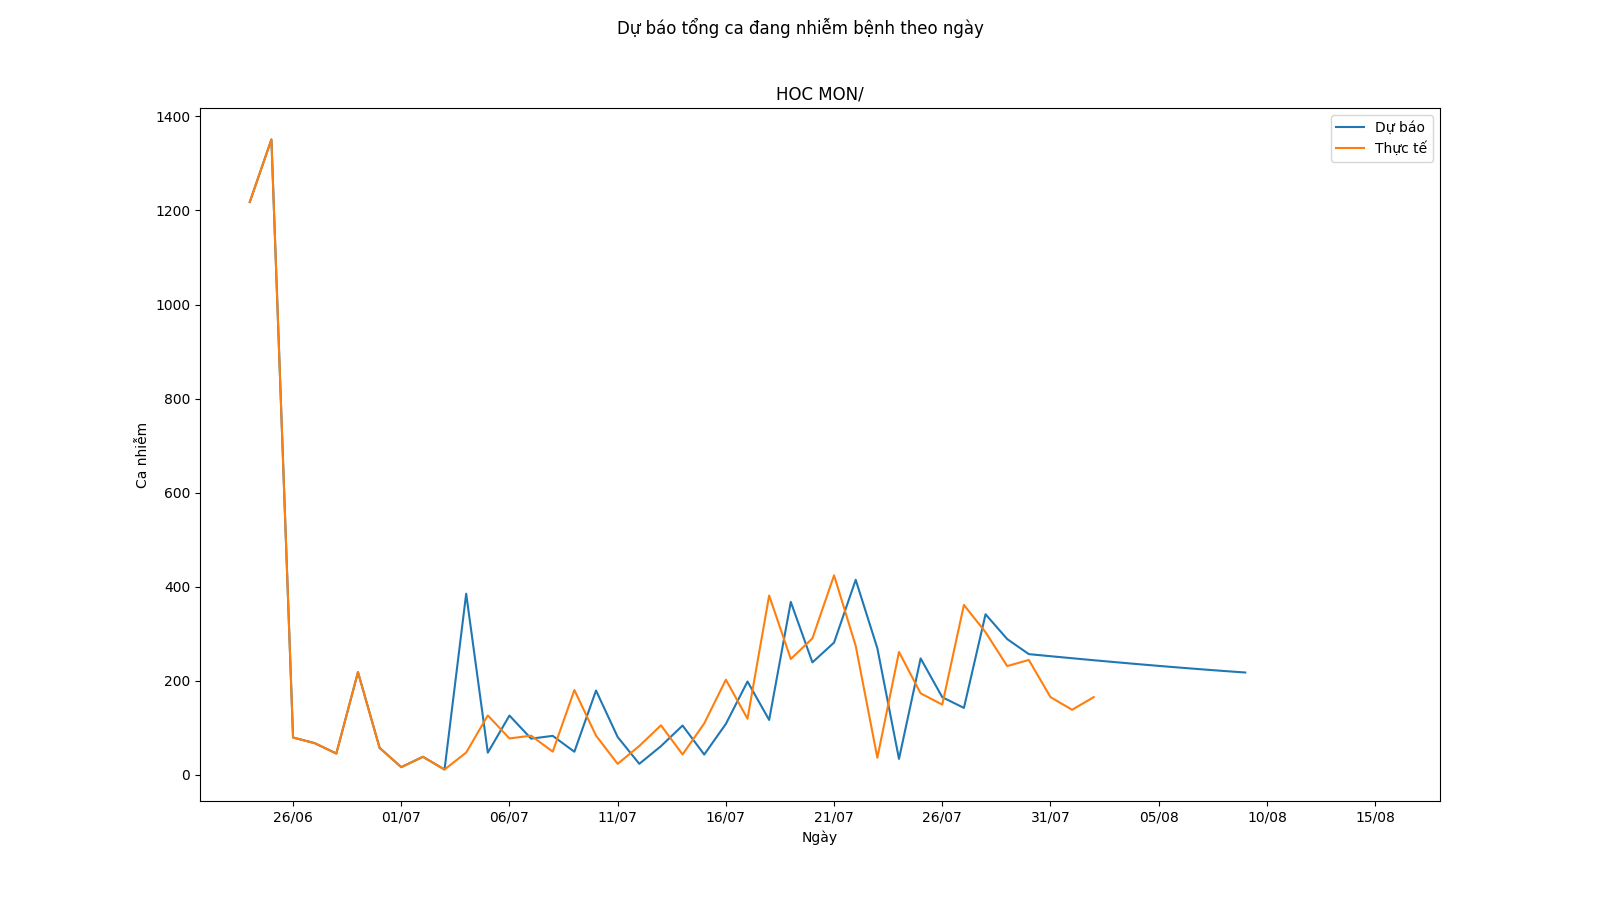 Dự báo tổng ca đang nhiễm bệnh theo ngày
HOC MON/
Dự báo
Thực tế
1400
1200
1000
800
600
400
200
0
Ca nhiễm
26/06 01/07 06/07 11/07 16/07 21/07 26/07 31/07 05/08 10/08 15/08
Ngày